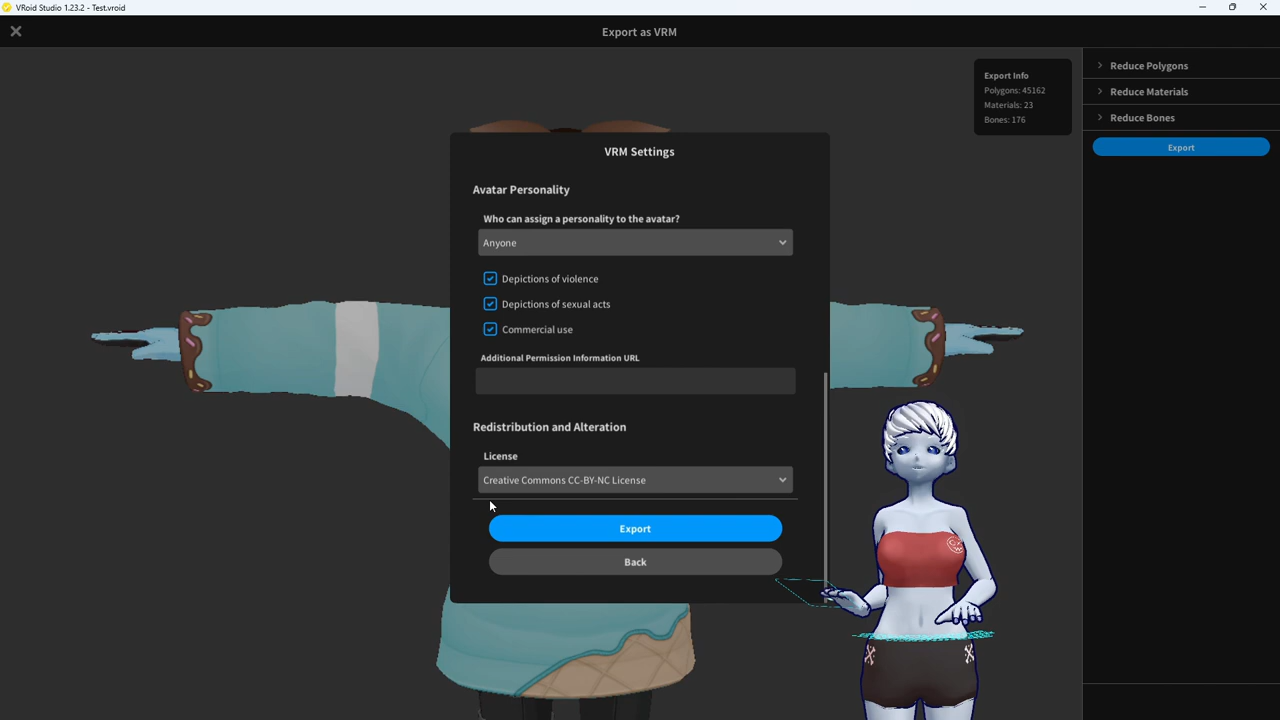 VRoid Studio 1.23.2 - Test.vroid
Export as VRM
Export Info
Polygons: 45162
Materials: 23
Bones: 176
Reduce Polygons
Reduce Materials
Reduce Bones
Export
VRM Settings
Avatar Personality
Who can assign a personality to the avatar?
Anyone
Depictions of violence
Depictions of sexual acts
Commercial use
Additional Permission Information URL
Redistribution and Alteration
License
Creative Commons CC-BY-NC License
Export
Back